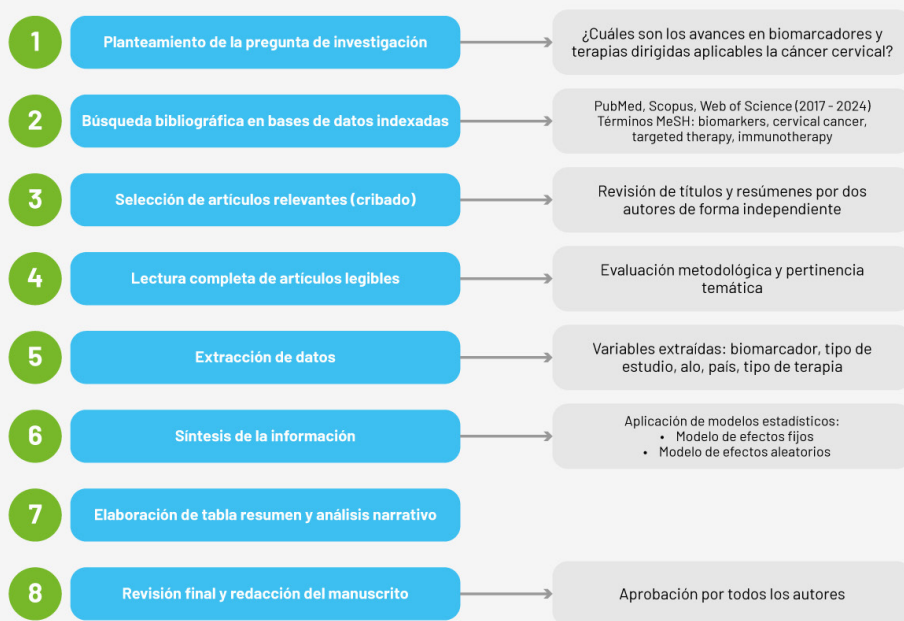 1
Planteamiento de la pregunta de investigación
¿Cuáles son los avances en biomarcadores y
terapias dirigidas aplicables la cáncer cervical?
2
Búsqueda bibliográfica en bases de datos indexadas
PubMed, Scopus, Web of Science (2017 - 2024)
Términos MeSH: biomarkers, cervical cancer,
targeted therapy, immunotherapy
3
Selección de artículos relevantes (cribado)
Revisión de títulos y resúmenes por dos
autores de forma independiente
4
Lectura completa de artículos legibles
Evaluación metodológica y pertinencia
temática
5
Extracción de datos
Variables extraídas: biomarcador, tipo de
estudio, alo, país, tipo de terapia
6
Síntesis de la información
Aplicación de modelos estadísticos:
• Modelo de efectos fijos
• Modelo de efectos aleatorios
7
Elaboración de tabla resumen y análisis narrativo
8
Revisión final y redacción del manuscrito
Aprobación por todos los autores